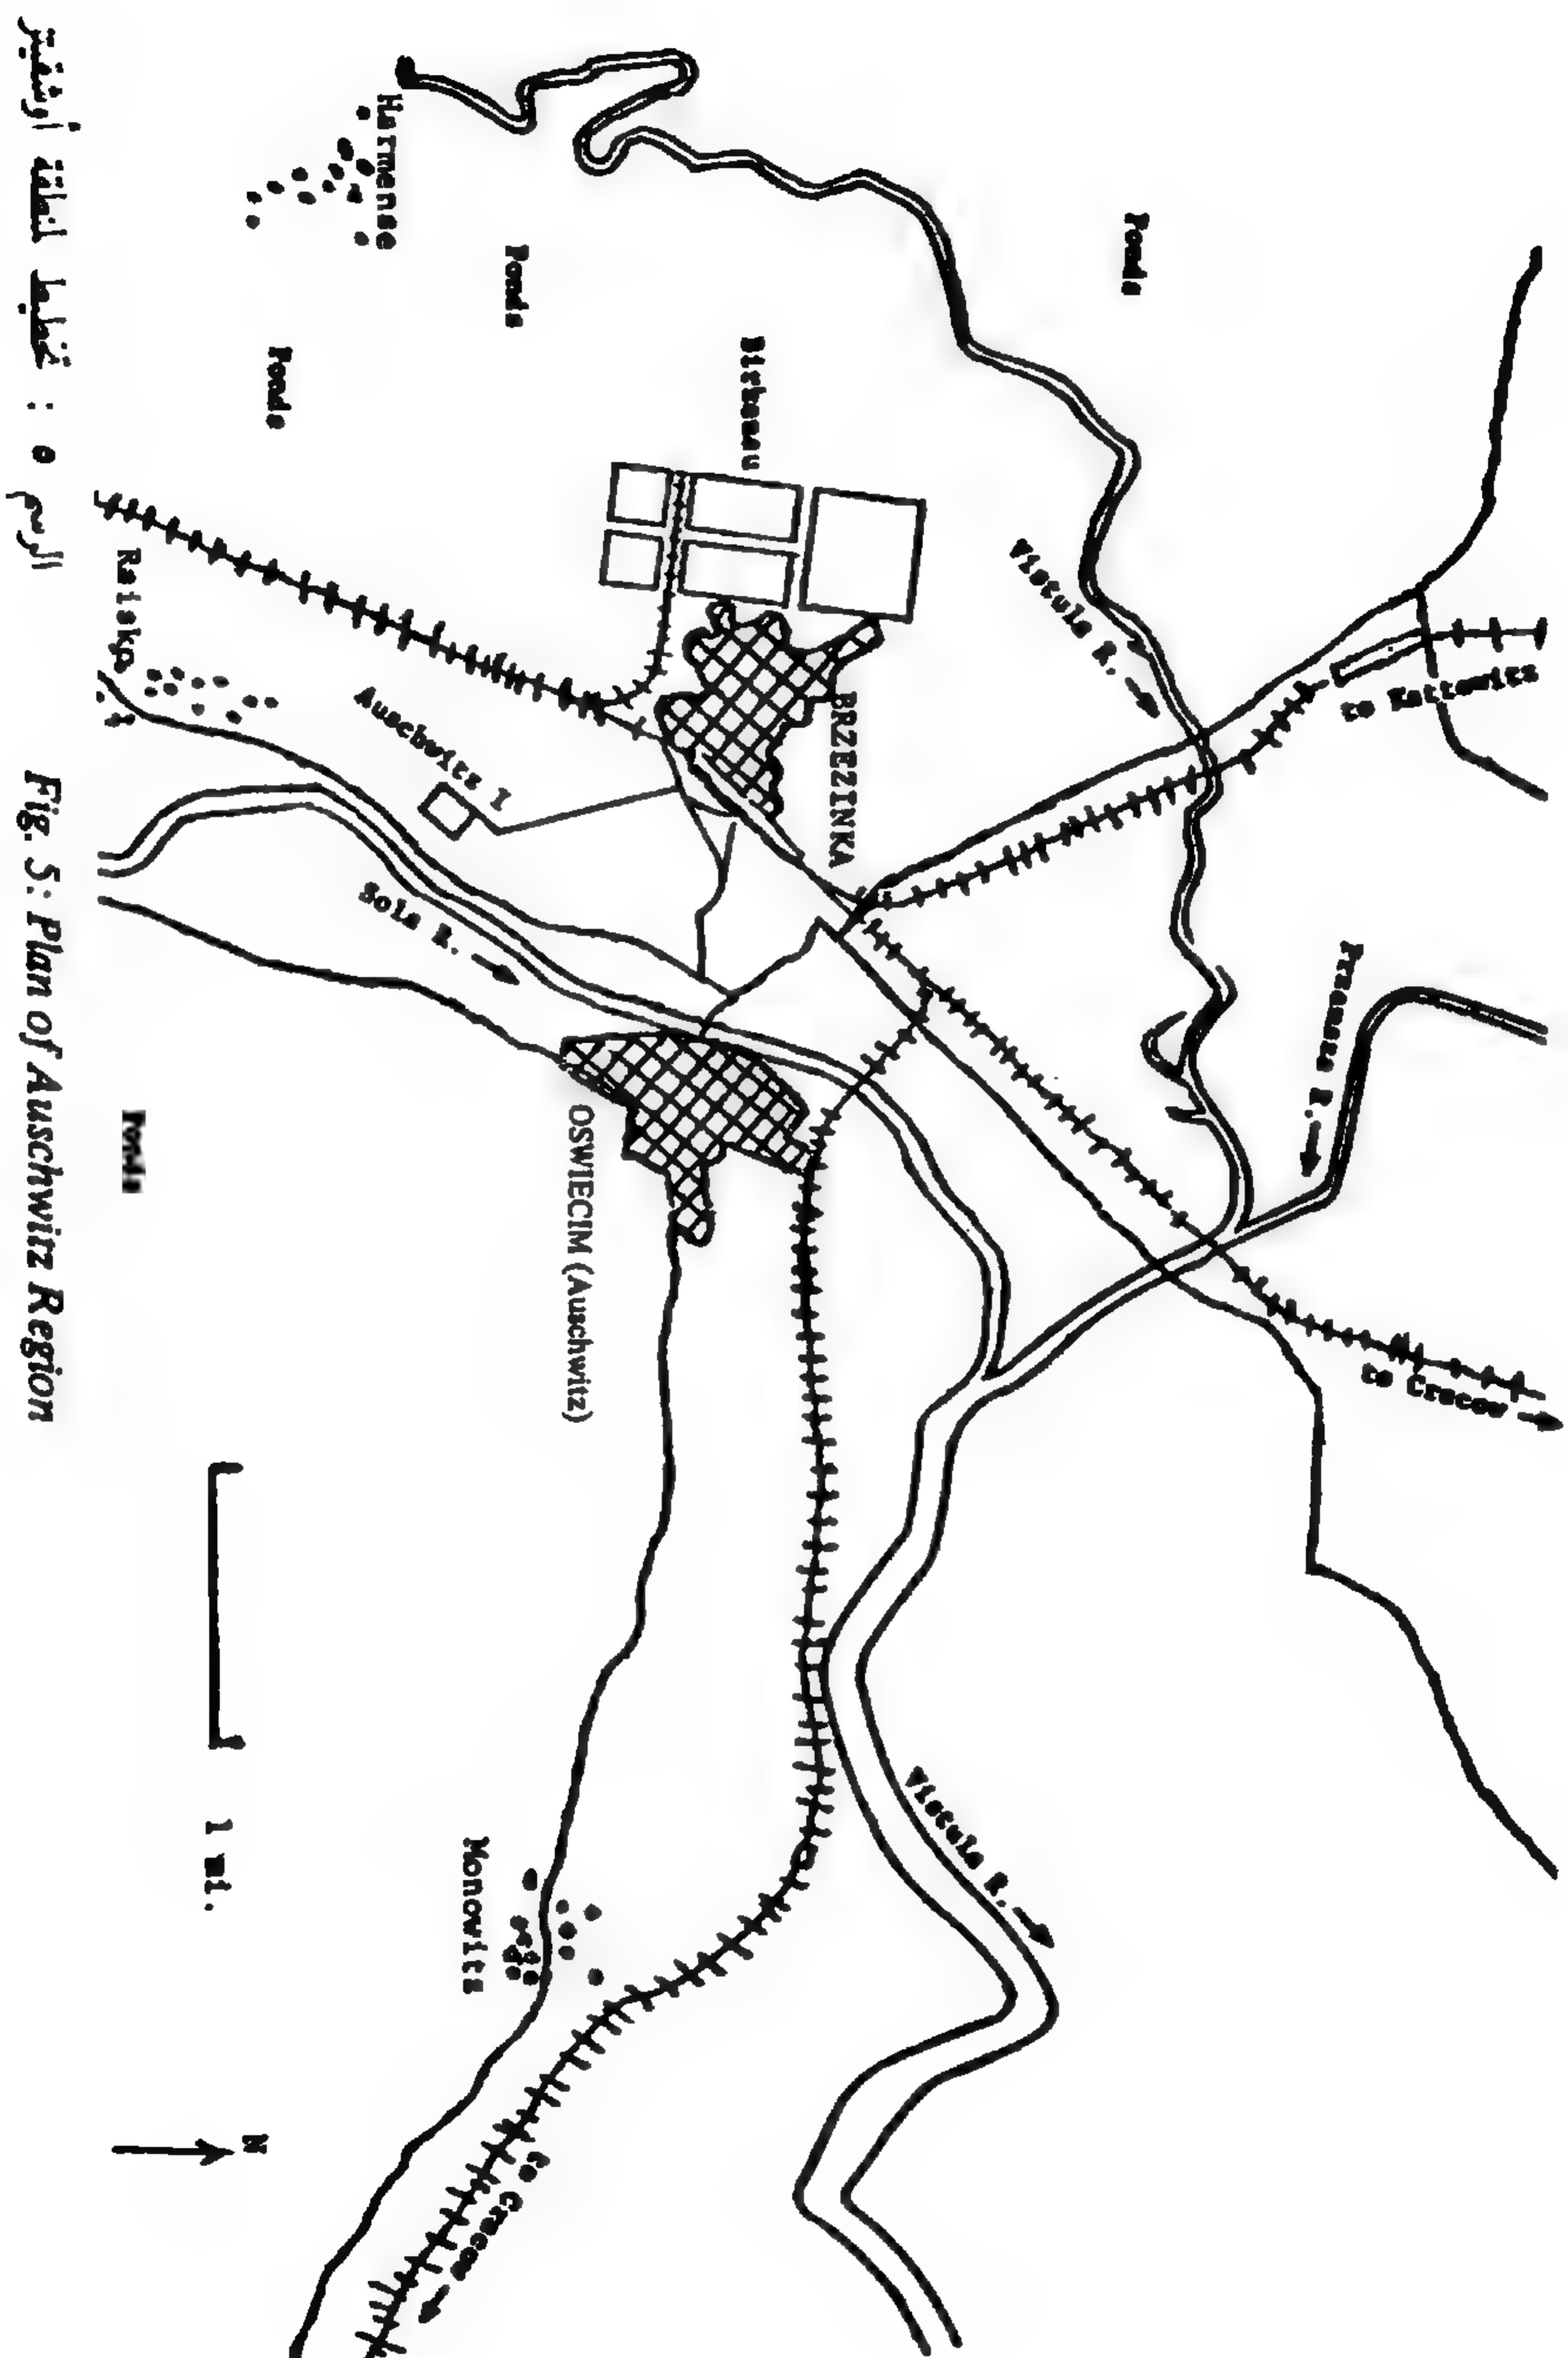 to Kattowitz
Przemsza R.
to Cracow
Ponds
Vistula R.
BRZEZINKA
Birkenau
Vistula R.
Ponds
Harmense
OSWIECIM (Auschwitz)
Auschwitz I
Sola R.
Monowitz
to Cracow
Ponds
Raisko
Ponds
1 mi.
N
Fig. 5: Plan of Auschwitz Region
الرسم ٥ : تخطيط لمنطقة أوشفيتز